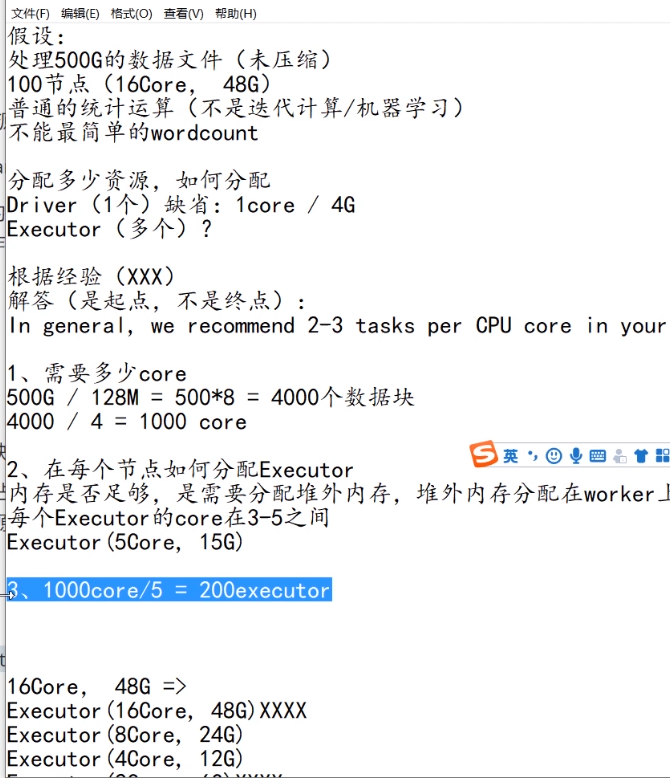 文件(F) 编辑(E) 格式(O) 查看(V) 帮助(H)
假设：
处理500G的数据文件（未压缩）
100节点（16Core， 48G）
普通的统计运算（不是迭代计算/机器学习）
不能最简单的wordcount
分配多少资源，如何分配
Driver（1个）缺省：1core / 4G
Executor（多个）？
根据经验（XXX）
解答（是起点，不是终点）：
In general, we recommend 2-3 tasks per CPU core in your
1、需要多少core
500G / 128M = 500*8 = 4000个数据块
4000 / 4 = 1000 core
英
2、在每个节点如何分配Executor
内存是否足够，是需要分配堆外内存，堆外内存分配在worker上
每个Executor的core在3-5之间
Executor(5Core, 15G)
3、1000core/5 = 200executor
16Core， 48G =>
Executor(16Core, 48G)XXXX
Executor(8Core, 24G)
Executor(4Core, 12G)